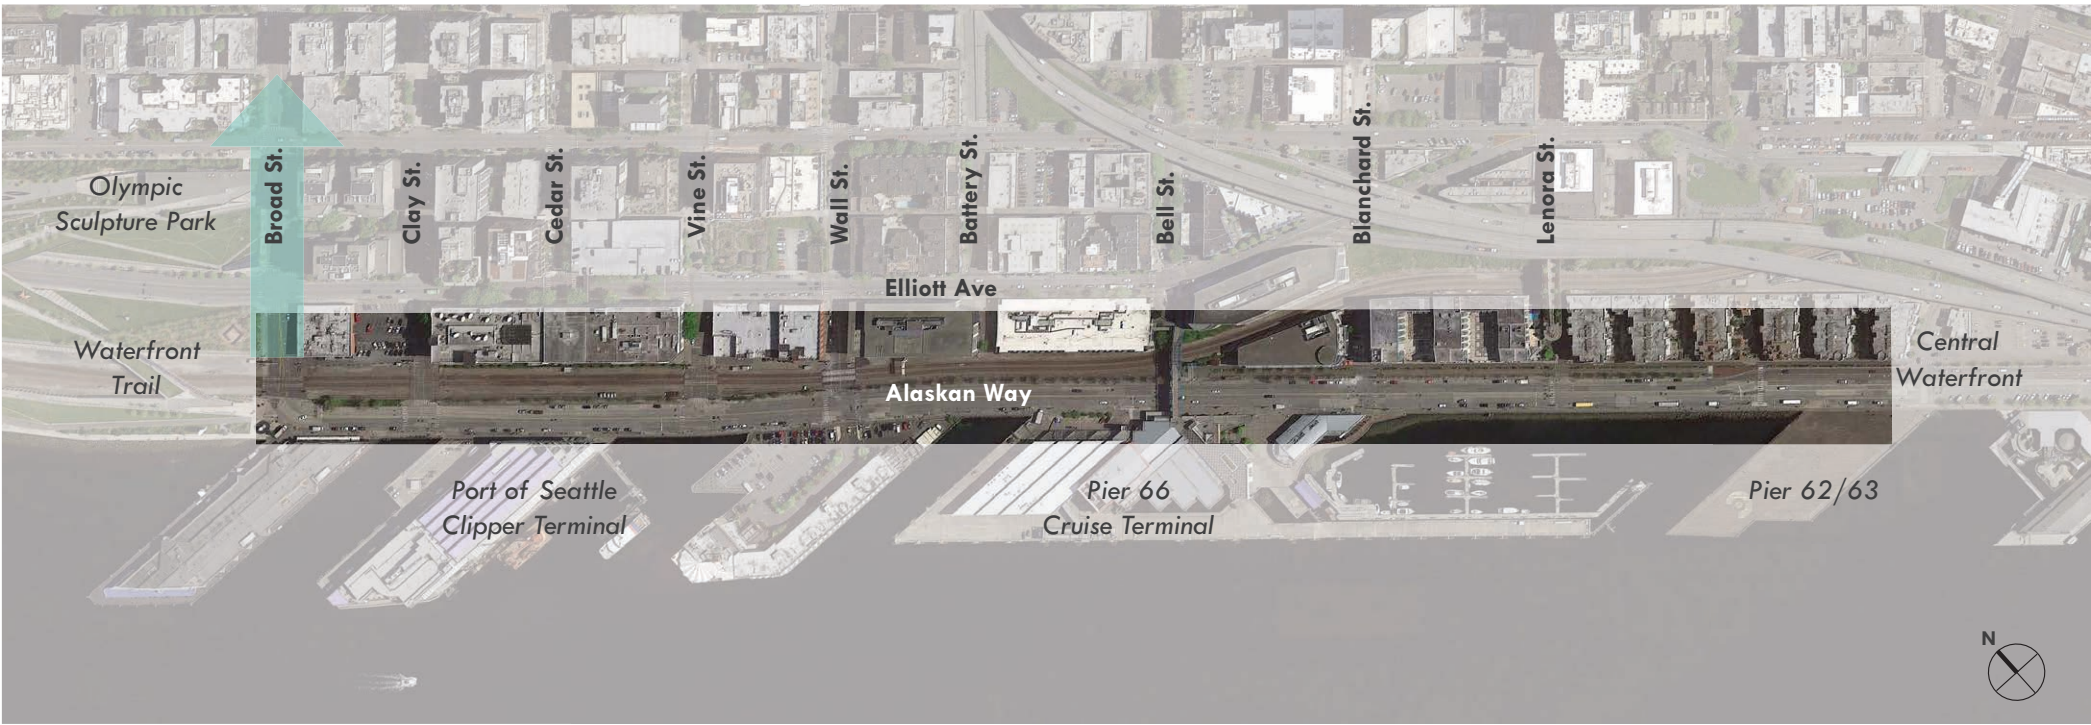 Olympic
Sculpture Park
Broad St.
Clay St.
Cedar St.
Vine St.
Wall St.
Battery St.
Bell St.
Blanchard St.
Lenora St.
Elliott Ave
Waterfront
Trail
Alaskan Way
Central
Waterfront
Port of Seattle
Clipper Terminal
Pier 66
Cruise Terminal
Pier 62/63
N